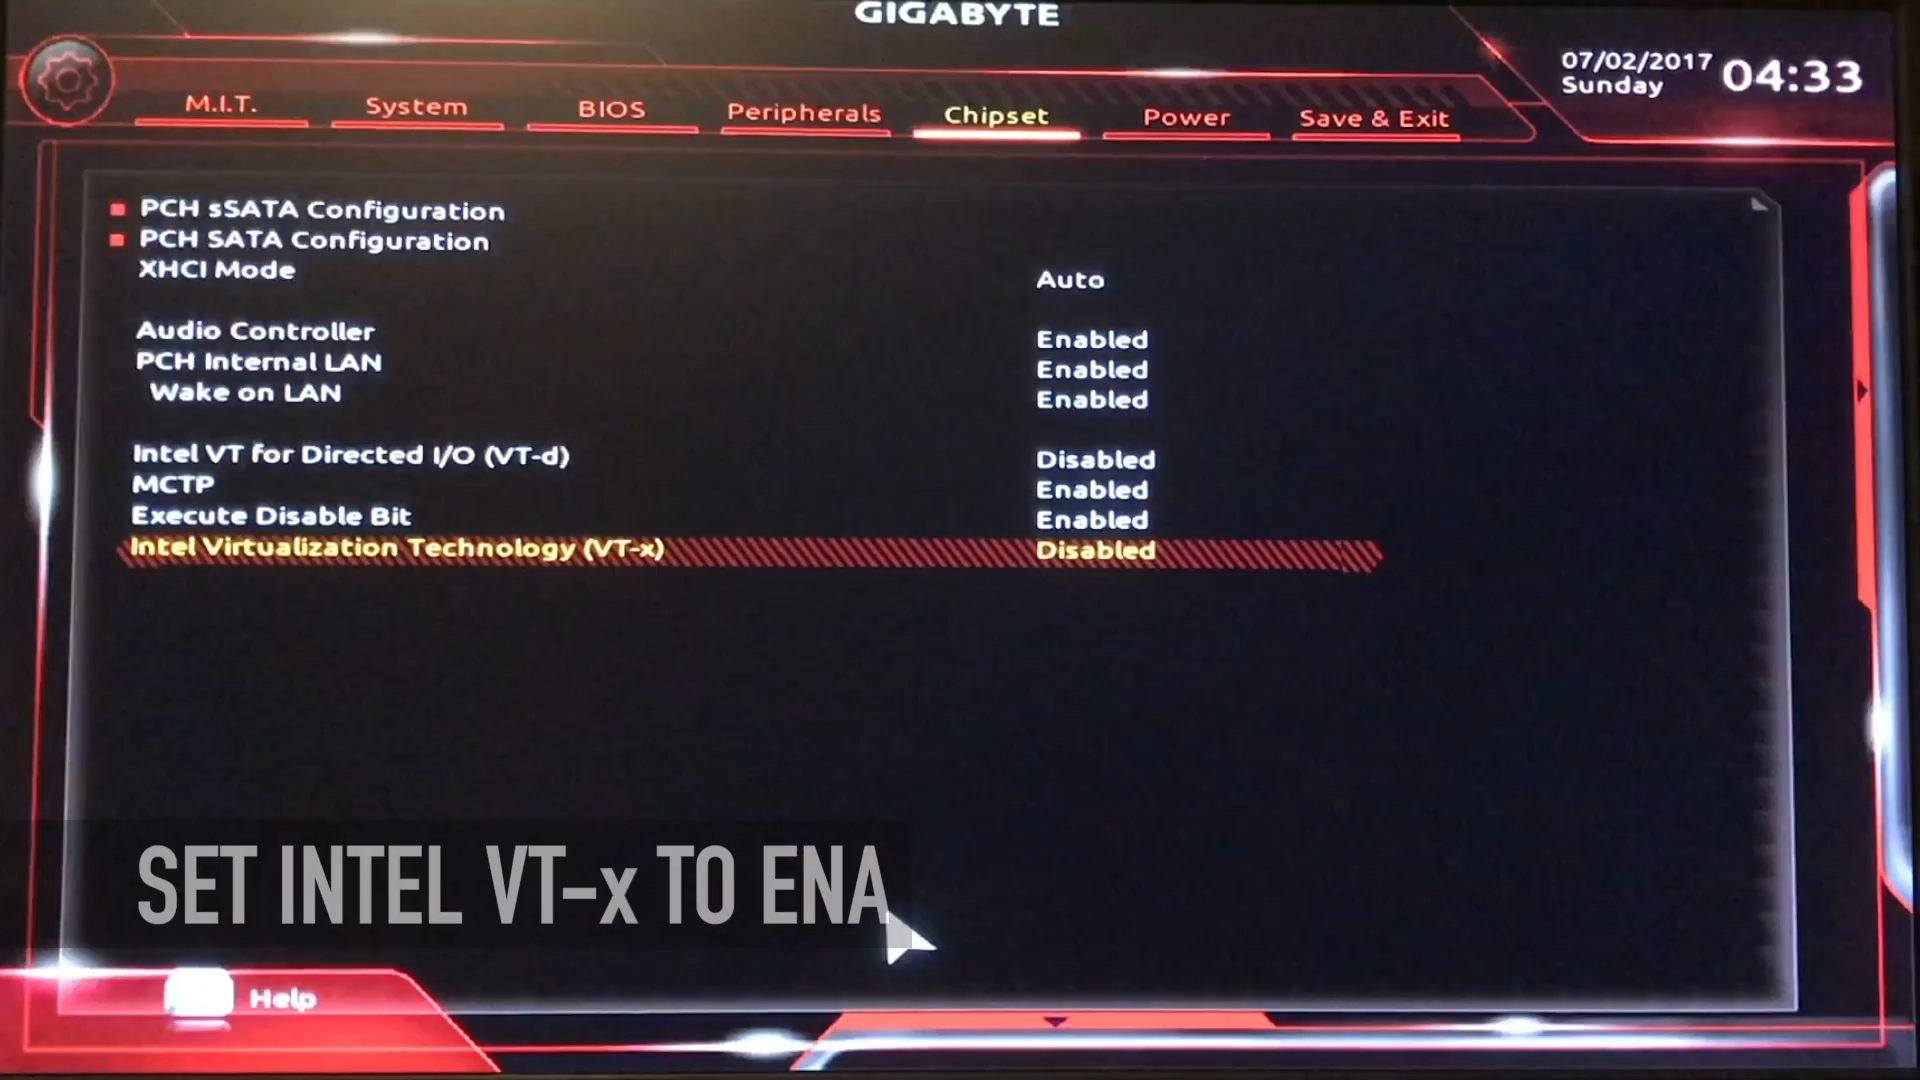 GIGABYTE
07/02/2017
Sunday
04:33
M.I.T. System BIOS Peripherals Chipset Power Save & Exit
PCH sSATA Configuration
PCH SATA Configuration
XHCI Mode Auto
Audio Controller Enabled
PCH Internal LAN Enabled
Wake on LAN Enabled
Intel VT for Directed I/O (VT-d) Disabled
MCTP Enabled
Execute Disable Bit Enabled
Intel Virtualization Technology (VT-x) Disabled
SET INTEL VT-x TO ENA
Help